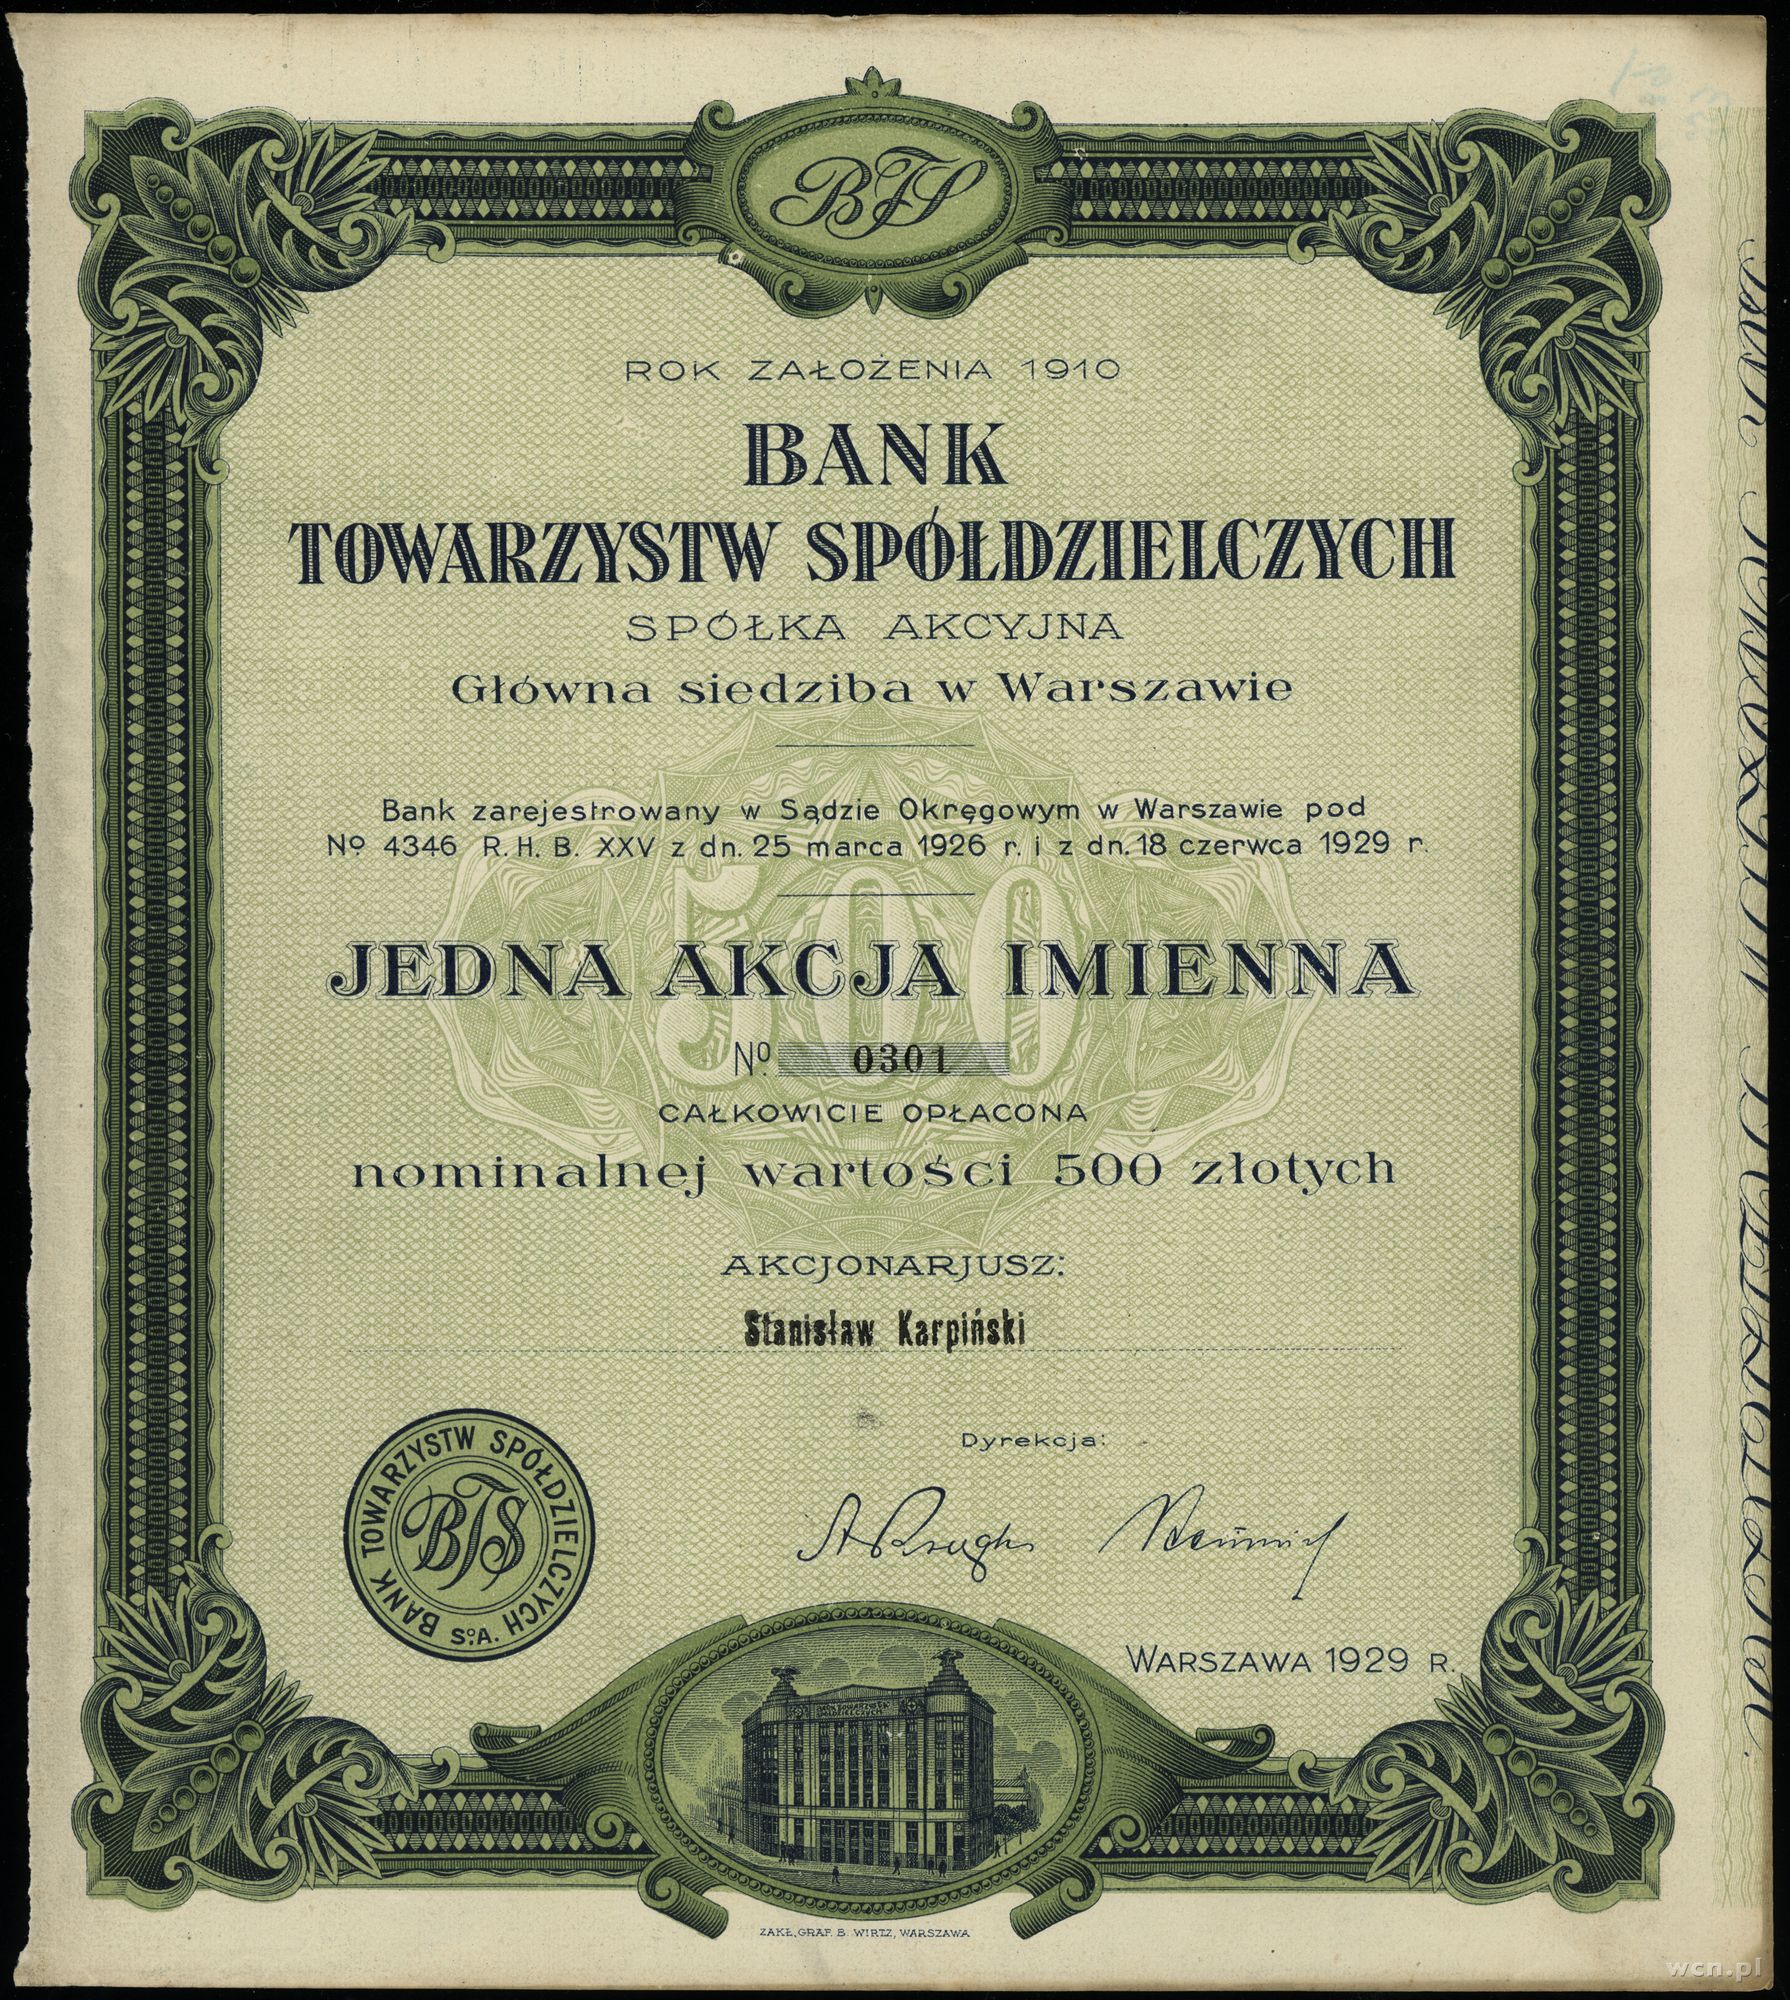 BTS
ROK ZAŁOŻENIA 1910
BANK
TOWARZYSTW SPÓŁDZIELCZYCH
SPÓŁKA AKCYJNA
Główna siedziba w Warszawie
Bank zarejestrowany w Sądzie Okręgowym w Warszawie pod
Nº 4346 R. H. B. XXV z dn. 25 marca 1926 r. i z dn. 18 czerwca 1929 r.
500
JEDNA AKCJA IMIENNA
Nº 0301
CAŁKOWICIE OPŁACONA
nominalnej wartości 500 złotych
AKCJONARJUSZ:
Stanisław Karpiński
Dyrekcja:
BANK TOWARZYSTW SPÓŁDZIELCZYCH S.A.
BTS
WARSZAWA 1929 R.
ZAKŁ. GRAF. B. WIRTZ, WARSZAWA
wcn.pl